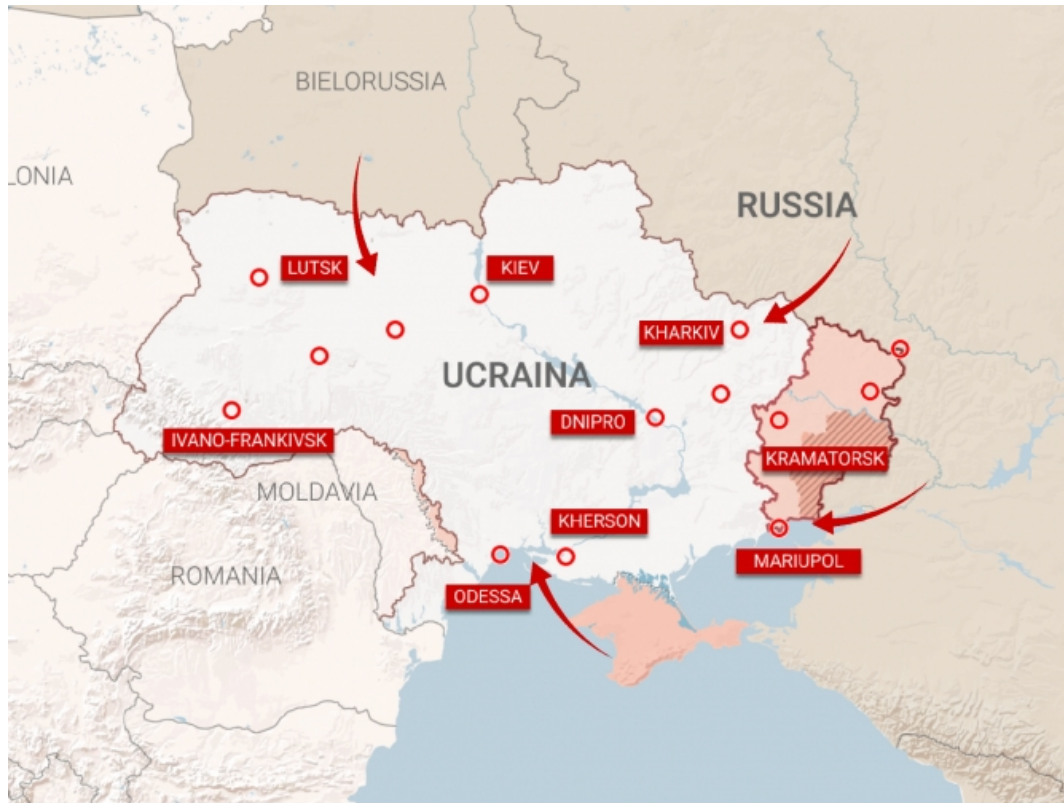 BIELORUSSIA
LONIA
RUSSIA
LUTSK
KIEV
KHARKIV
UCRAINA
DNIPRO
IVANO-FRANKIVSK
KRAMATORSK
MOLDAVIA
KHERSON
MARIUPOL
ROMANIA
ODESSA